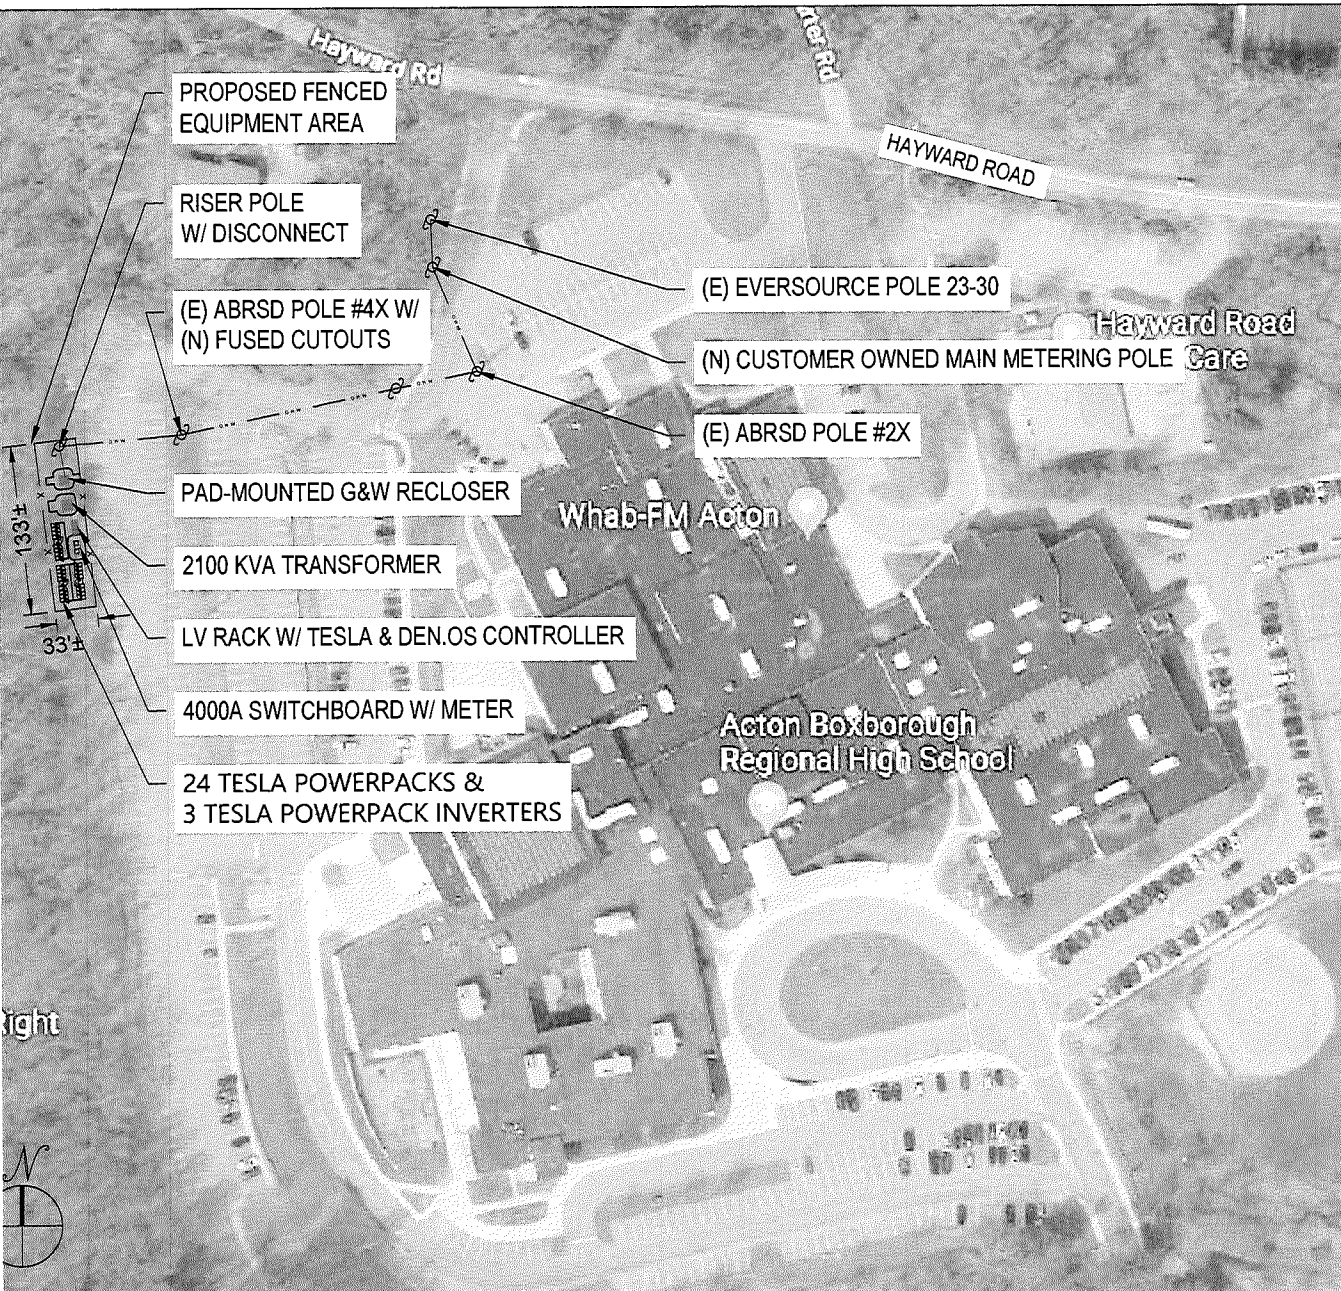 Hayward Rd
PROPOSED FENCED
EQUIPMENT AREA
HAYWARD ROAD
RISER POLE
W/ DISCONNECT
(E) EVERSOURCE POLE 23-30
(E) ABRSD POLE #4X W/
(N) FUSED CUTOUTS
Hayward Road
Care
(N) CUSTOMER OWNED MAIN METERING POLE
(E) ABRSD POLE #2X
PAD-MOUNTED G&W RECLOSER
Whab-FM Acton
133'±
2100 KVA TRANSFORMER
LV RACK W/ TESLA & DEN.OS CONTROLLER
33'±
4000A SWITCHBOARD W/ METER
Acton Boxborough
Regional High School
24 TESLA POWERPACKS &
3 TESLA POWERPACK INVERTERS
N